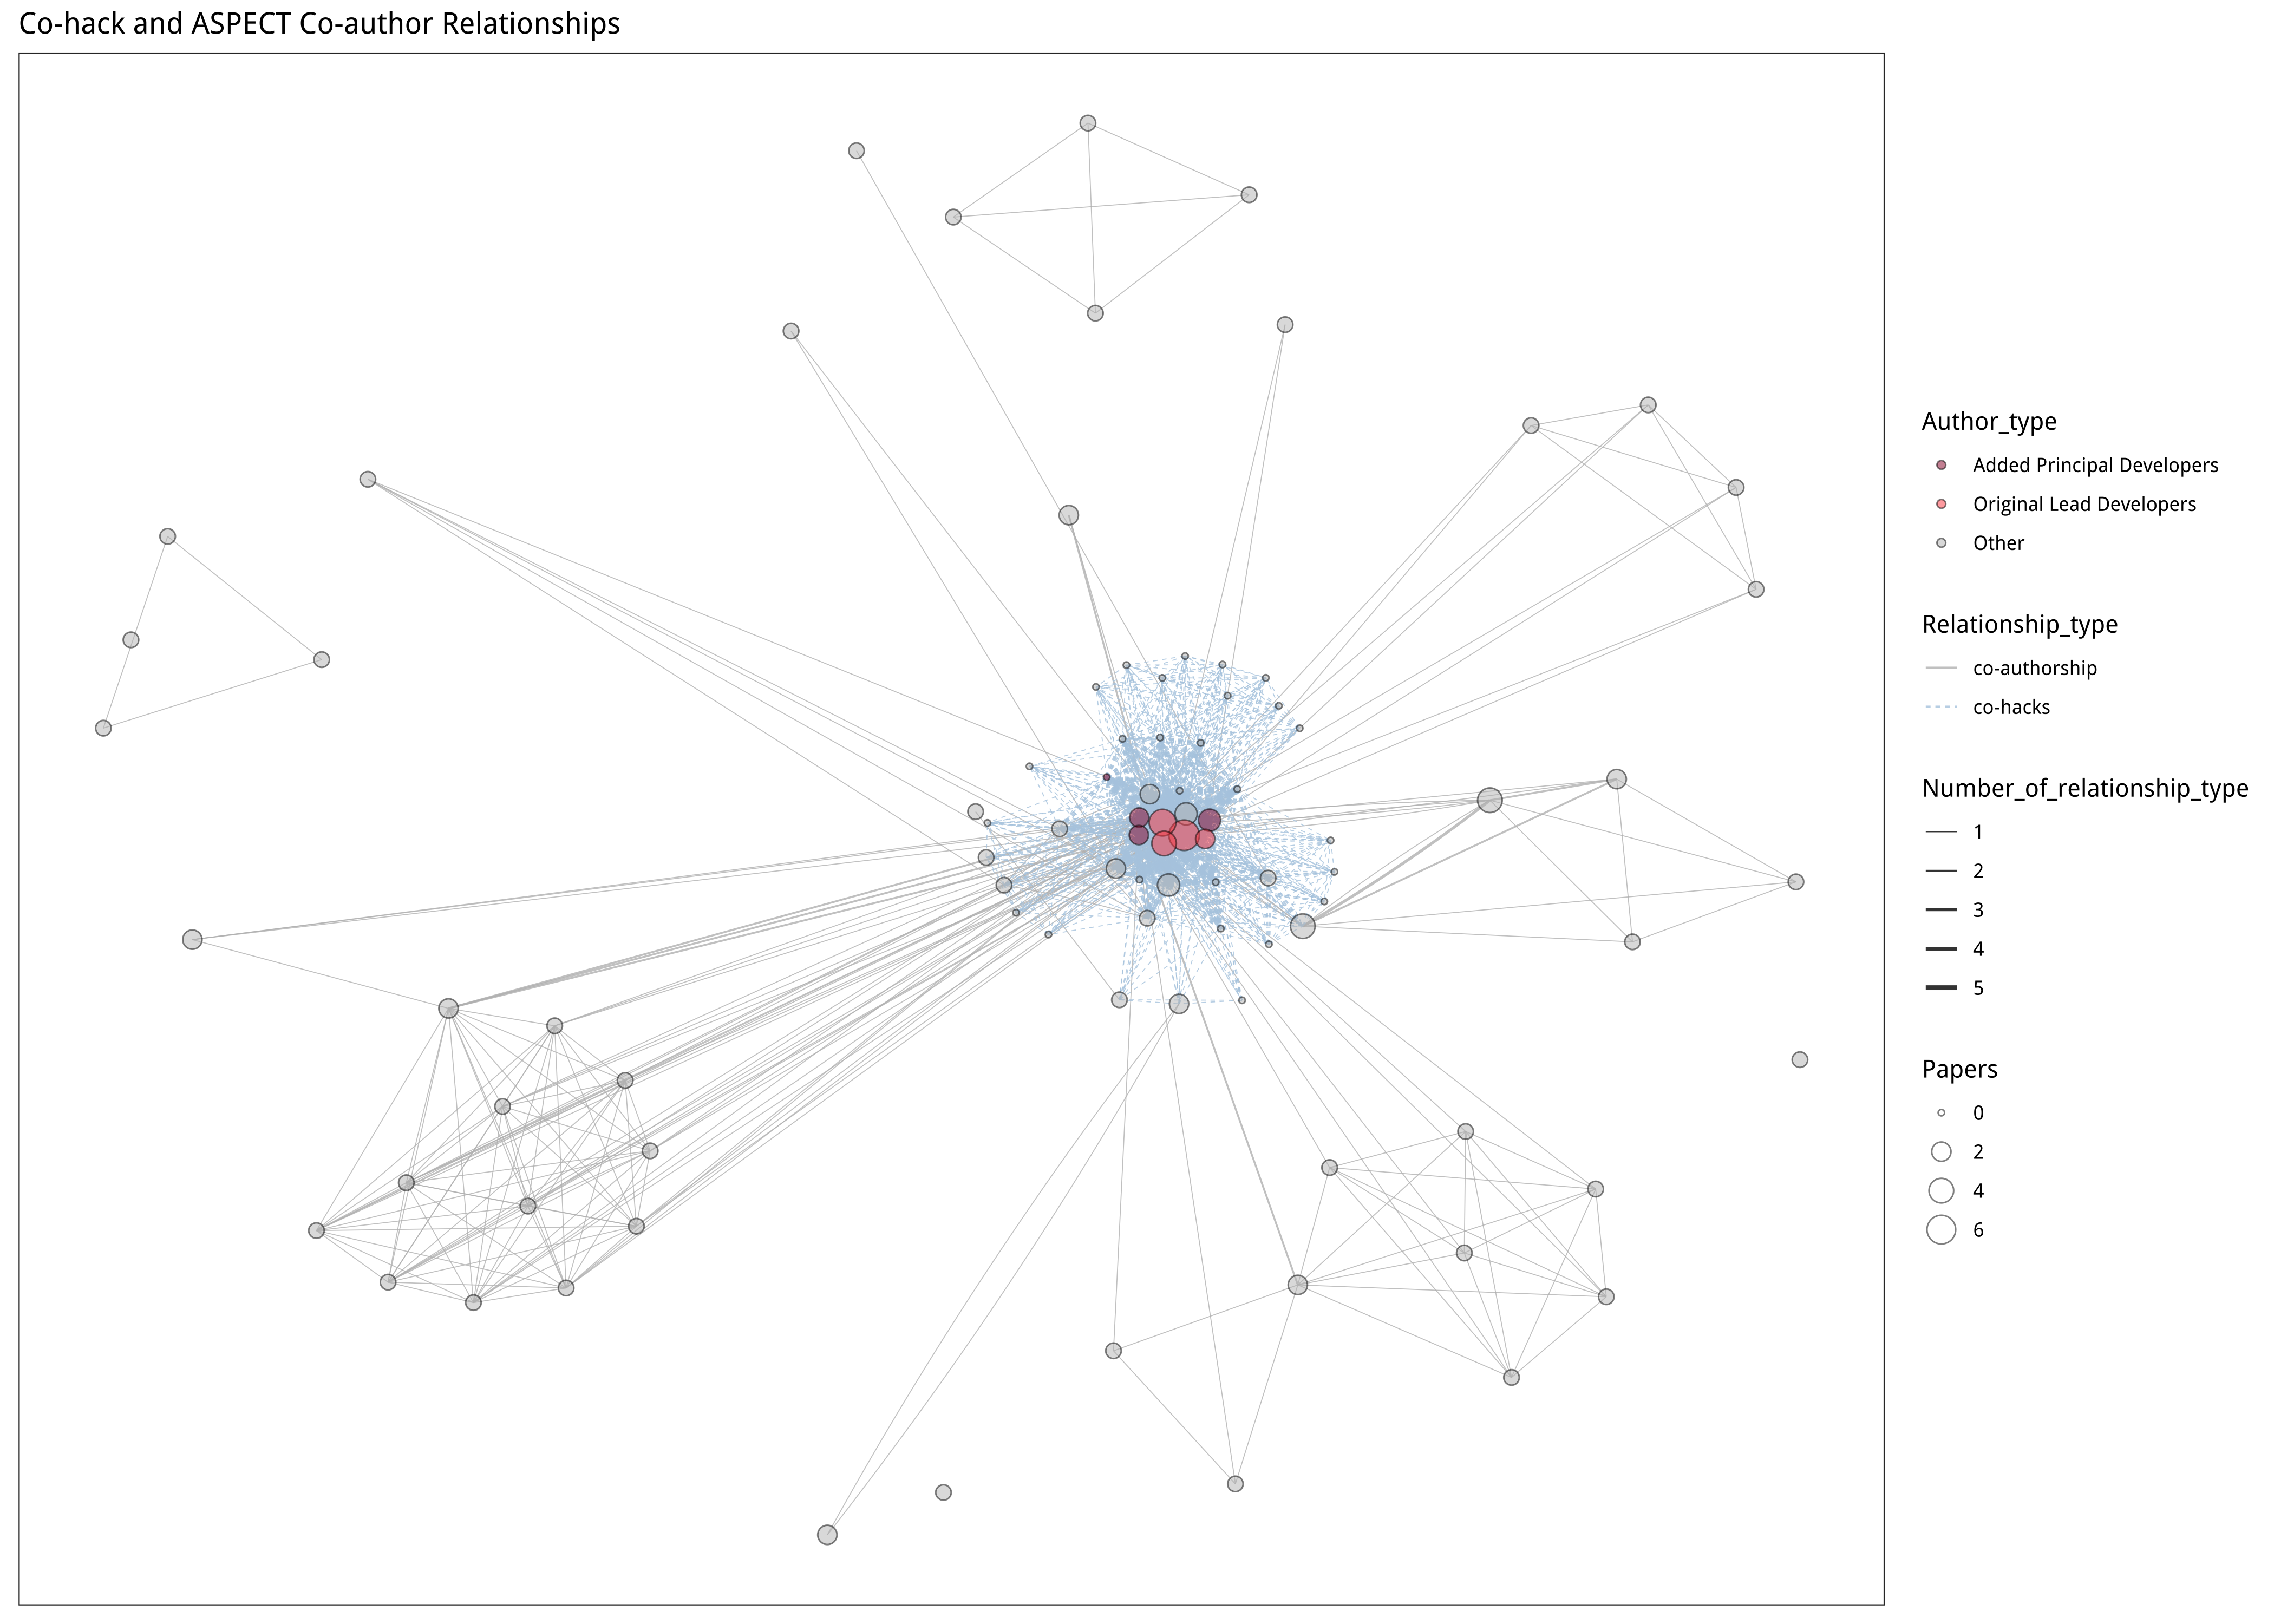 Co-hack and ASPECT Co-author Relationships
Author_type
Added Principal Developers
Original Lead Developers
Other
Relationship_type
co-authorship
co-hacks
Number_of_relationship_type
1
2
3
4
5
Papers
0
2
4
6